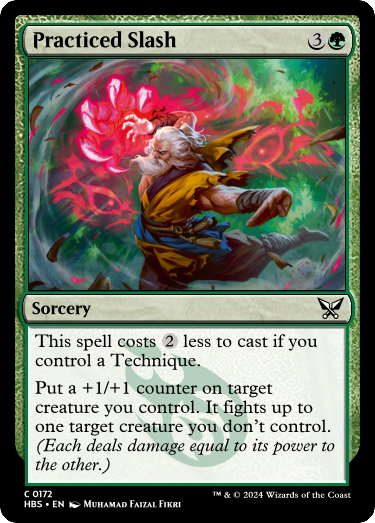 Practiced Slash 3
Sorcery
This spell costs 2 less to cast if you
control a Technique.
Put a +1/+1 counter on target
creature you control. It fights up to
one target creature you don't control.
(Each deals damage equal to its power to
the other.)
C 0172
HBS • EN Muhamad Faizal Fikri
™ & © 2024 Wizards of the Coast